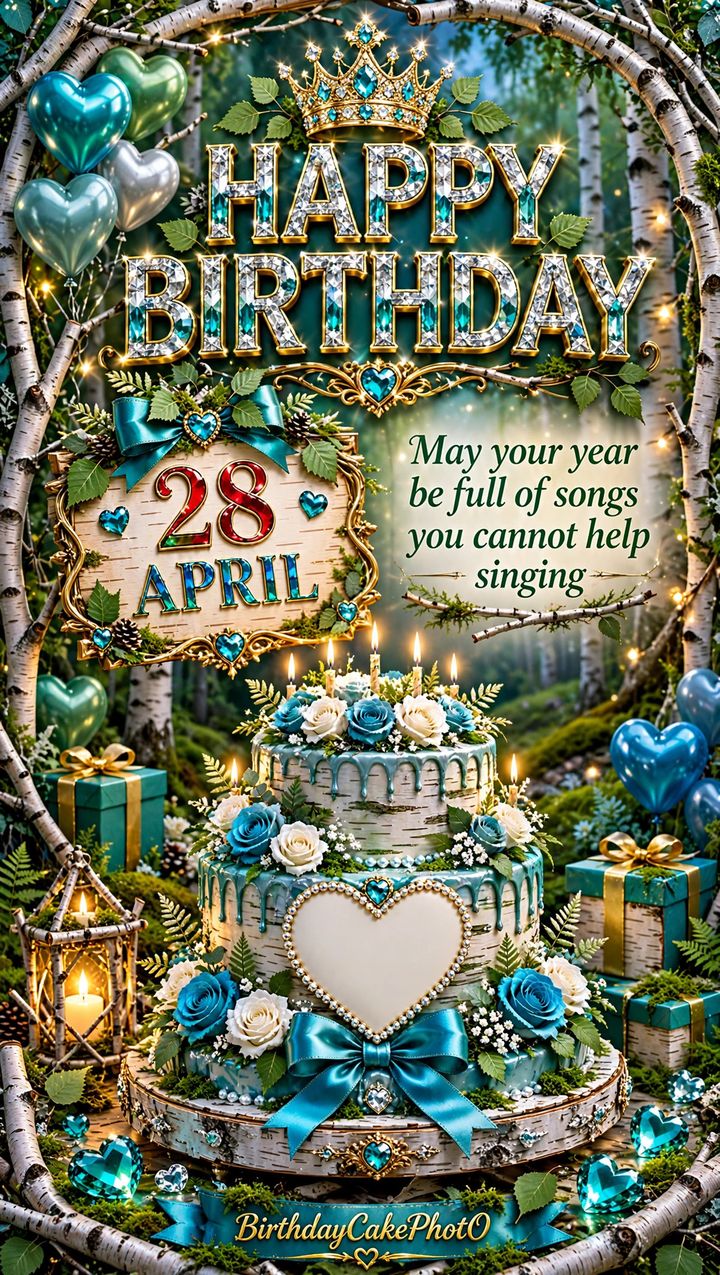 HAPPY
BIRTHDAY
28
APRIL
May your year
be full of songs
you cannot help
singing
BirthdayCakePhotO